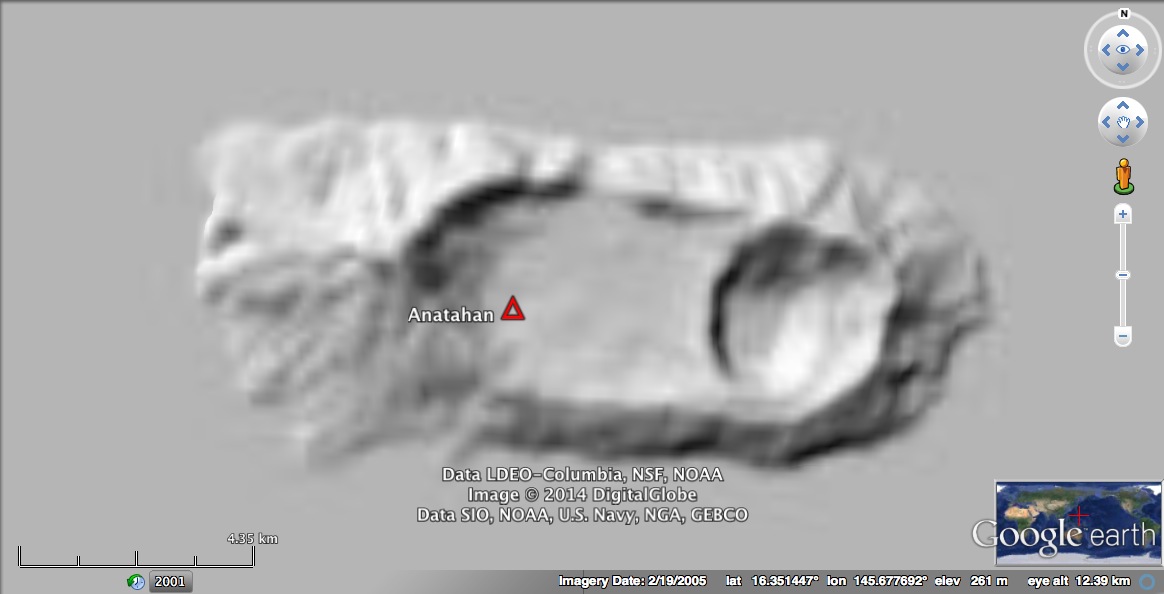 N
Anatahan
Data LDEO-Columbia, NSF, NOAA
Image © 2014 DigitalGlobe
Data SIO, NOAA, U.S. Navy, NGA, GEBCO
Google earth
4.35 km
2001
Imagery Date: 2/19/2005 lat 16.351447° lon 145.677692° elev 261 m eye alt 12.39 km